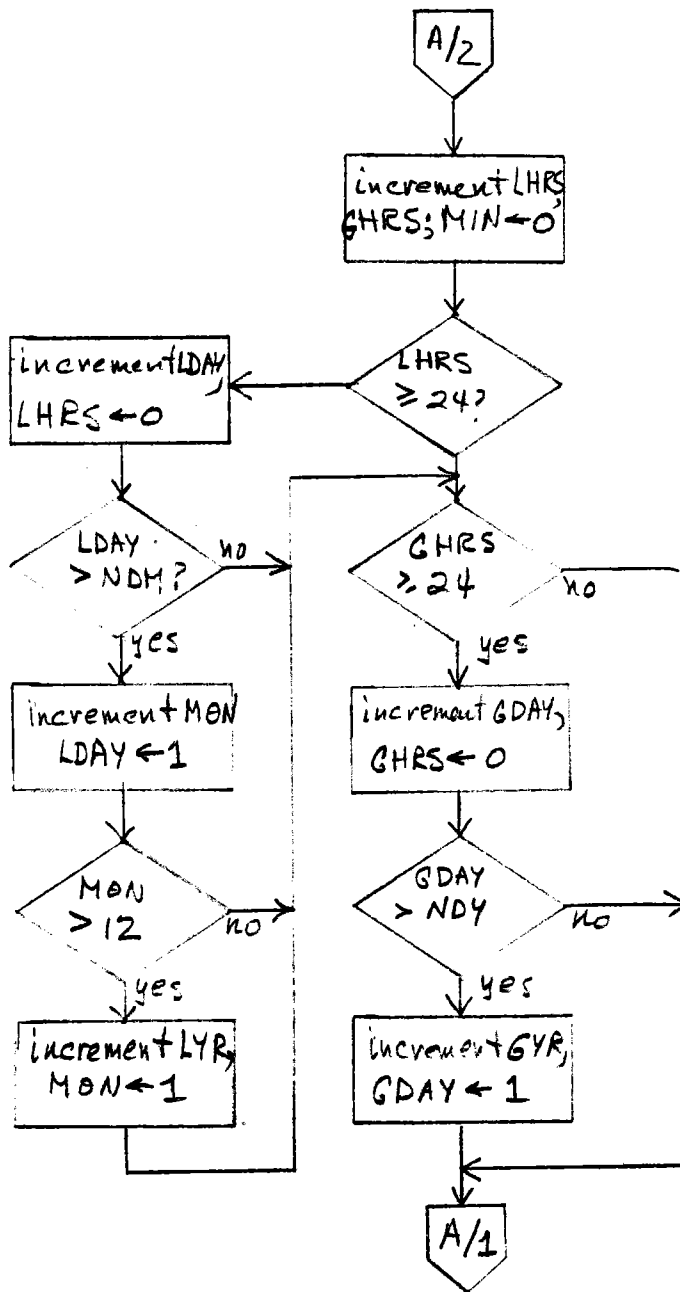 A/2
increment LHRS,
GHRS; MIN←0
LHRS
≥ 24?
increment LDAY,
LHRS ← 0
LDAY
> NDM?
no
yes
increment MON
LDAY ← 1
MON
> 12
no
yes
increment LYR,
MON ← 1
GHRS
≥ 24
no
yes
increment GDAY,
GHRS ← 0
GDAY
> NDY
no
yes
increment GYR,
GDAY ← 1
A/1